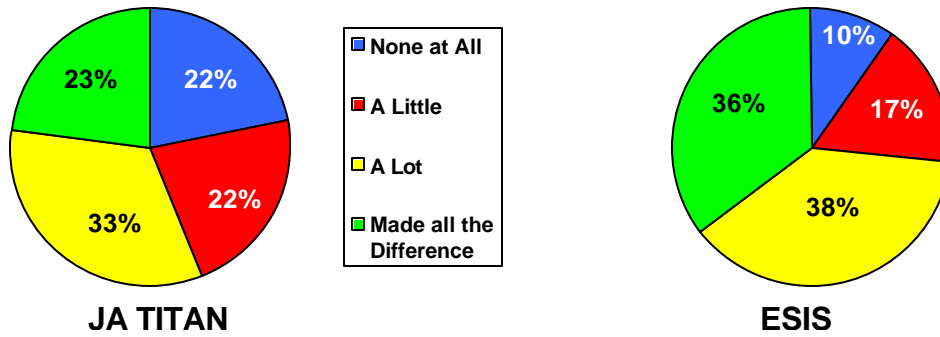 23%
22%
22%
33%
JA TITAN
None at All
A Little
A Lot
Made all the
Difference
10%
17%
36%
38%
ESIS